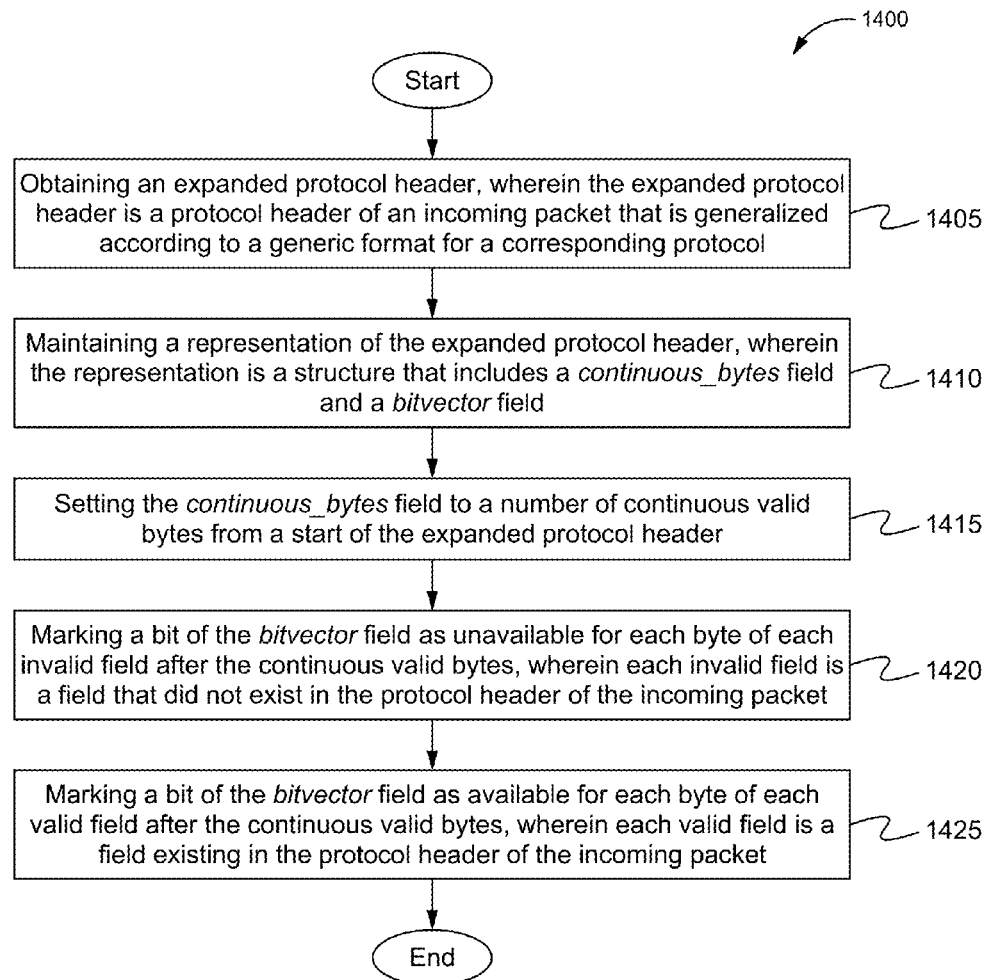 1400
Start
Obtaining an expanded protocol header, wherein the expanded protocol
header is a protocol header of an incoming packet that is generalized
according to a generic format for a corresponding protocol
1405
Maintaining a representation of the expanded protocol header, wherein
the representation is a structure that includes a continuous_bytes field
and a bitvector field
1410
Setting the continuous_bytes field to a number of continuous valid
bytes from a start of the expanded protocol header
1415
Marking a bit of the bitvector field as unavailable for each byte of each
invalid field after the continuous valid bytes, wherein each invalid field is
a field that did not exist in the protocol header of the incoming packet
1420
Marking a bit of the bitvector field as available for each byte of each
valid field after the continuous valid bytes, wherein each valid field is a
field existing in the protocol header of the incoming packet
1425
End